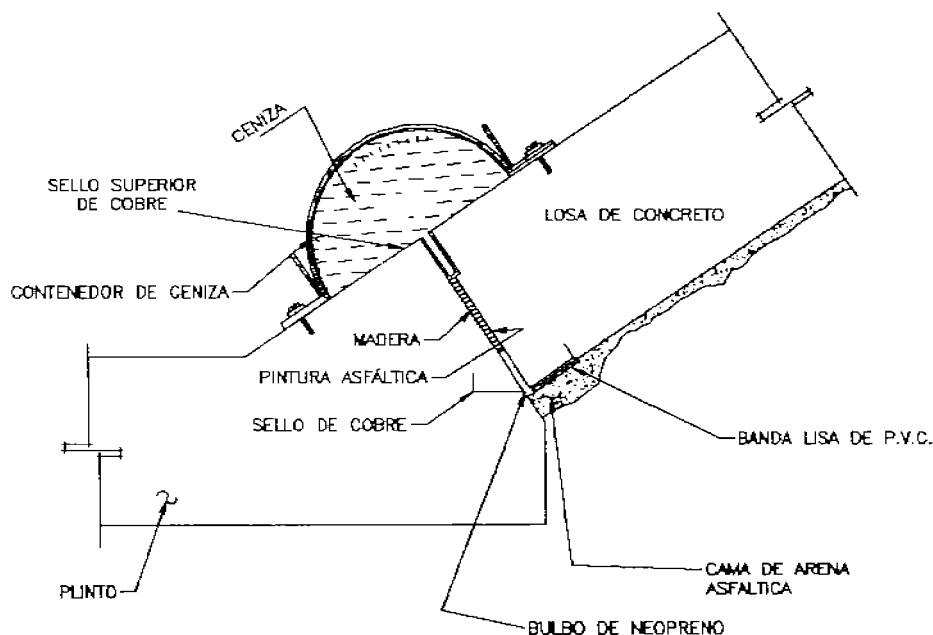 CENIZA
SELLO SUPERIOR
DE COBRE
LOSA DE CONCRETO
CONTENEDOR DE CENIZA
MADERA
PINTURA ASFÁLTICA
SELLO DE COBRE
BANDA LISA DE P.V.C.
PLINTO
CAMA DE ARENA
ASFALTICA
BULBO DE NEOPRENO